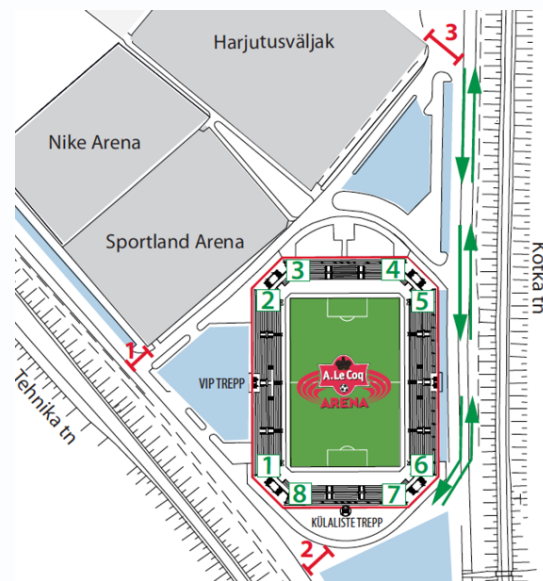 3
Harjutusväljak
Nike Arena
Sportland Arena
3
4
2
5
Kotka tn
1
VIP TREPP
A. Le Coq
ARENA
Tehnika tn
1
6
8
7
KÜLALISTE TREPP
2